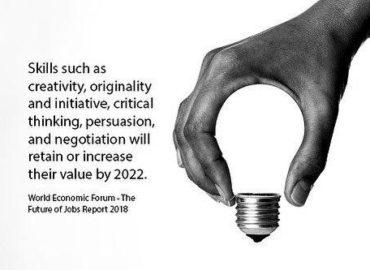 Skills such as
creativity, originality
and initiative, critical
thinking, persuasion,
and negotiation will
retain or increase
their value by 2022.
World Economic Forum - The
Future of Jobs Report 2018